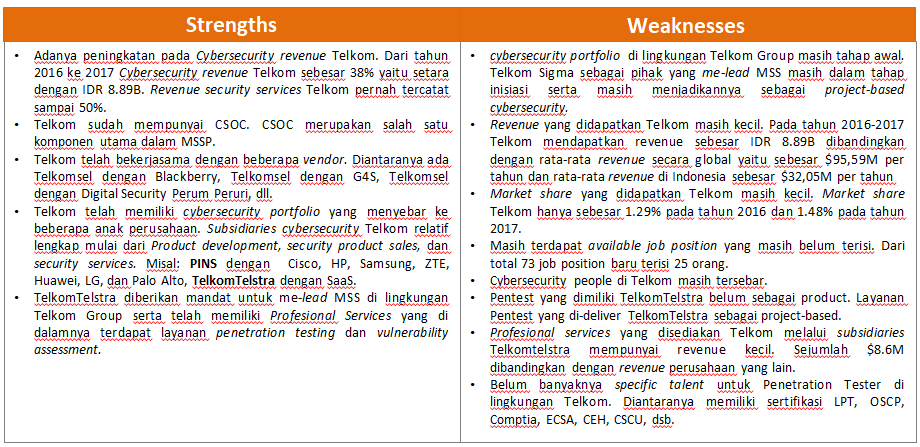 Strengths
Adanya peningkatan pada Cybersecurity revenue Telkom. Dari tahun
2016 ke 2017 Cybersecurity revenue Telkom sebesar 38% yaitu setara
dengan IDR 8.89B. Revenue security services Telkom pernah tercatat
sampai 50%.
Telkom sudah mempunyai CSOC. CSOC merupakan salah satu
komponen utama dalam MSSP.
Telkom telah bekerjasama dengan beberapa vendor. Diantaranya ada
Telkomsel dengan Blackberry, Telkomsel dengan G4S, Telkomsel
dengan Digital Security Perum Peruri, dll.
Telkom telah memiliki cybersecurity portfolio yang menyebar ke
beberapa anak perusahaan. Subsidiaries cybersecurity Telkom relatif
lengkap mulai dari Product development, security product sales, dan
security services. Misal: PINS dengan Cisco, HP, Samsung, ZTE,
Huawei, LG, dan Palo Alto, TelkomTelstra dengan SaaS.
TelkomTelstra diberikan mandat untuk me-lead MSS di lingkungan
Telkom Group serta telah memiliki Profesional Services yang di
dalamnya terdapat layanan penetration testing dan vulnerability
assessment.
Weaknesses
cybersecurity portfolio di lingkungan Telkom Group masih tahap awal.
Telkom Sigma sebagai pihak yang me-lead MSS masih dalam tahap
inisiasi serta masih menjadikannya sebagai project-based
cybersecurity.
Revenue yang didapatkan Telkom masih kecil. Pada tahun 2016-2017
Telkom mendapatkan revenue sebesar IDR 8.89B dibandingkan
dengan rata-rata revenue secara global yaitu sebesar $95,59M per
tahun dan rata-rata revenue di Indonesia sebesar $32,05M per tahun
Market share yang didapatkan Telkom masih kecil. Market share
Telkom hanya sebesar 1.29% pada tahun 2016 dan 1.48% pada tahun
2017.
Masih terdapat available job position yang masih belum terisi. Dari
total 73 job position baru terisi 25 orang.
Cybersecurity people di Telkom masih tersebar.
Pentest yang dimiliki TelkomTelstra belum sebagai product. Layanan
Pentest yang di-deliver TelkomTelstra sebagai project-based.
Profesional services yang disediakan Telkom melalui subsidiaries
Telkomtelstra mempunyai revenue kecil. Sejumlah $8.6M
dibandingkan dengan revenue perusahaan yang lain.
Belum banyaknya specific talent untuk Penetration Tester di
lingkungan Telkom. Diantaranya memiliki sertifikasi LPT, OSCP,
Comptia, ECSA, CEH, CSCU, dsb.